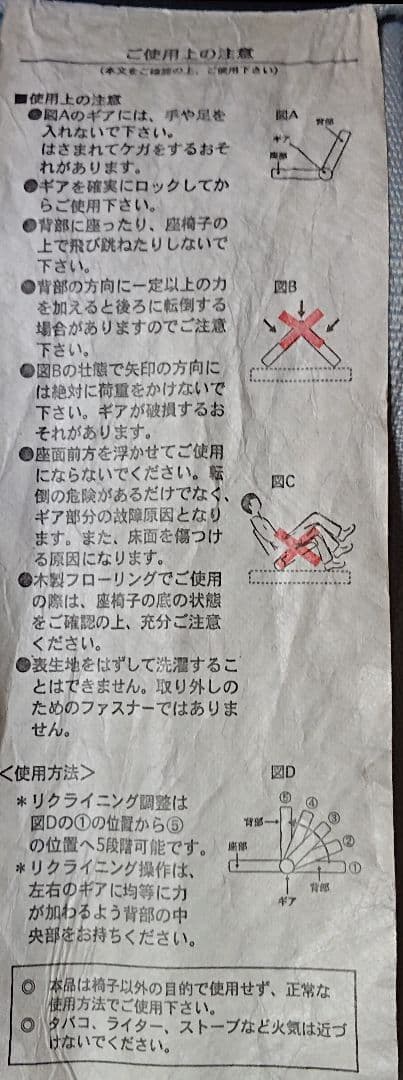 ご使用上の注意
(本文をご確認の上、ご使用下さい)
■使用上の注意
●図Aのギアには、手や足を
入れないで下さい。
はさまれてケガをするおそ
れがあります。
●ギアを確実にロックしてか
らご使用下さい。
●背部に座ったり、座椅子の
上で飛び跳ねたりしないで
下さい。
●背部の方向に一定以上の力
を加えると後ろに転倒する
場合がありますのでご注意
下さい。
●図Bの状態で矢印の方向に
は絶対に荷重をかけないで
下さい。ギアが破損するお
それがあります。
●座面前方を浮かせてご使用
にならないでください。転
倒の危険があるだけでなく、
ギア部分の故障原因となり
ます。また、床面を傷つけ
る原因になります。
●木製フローリングでご使用
の際は、座椅子の底の状態
をご確認の上、充分ご注意
ください。
●表生地をはずして洗濯するこ
とはできません。取り外しの
ためのファスナーではありま
せん。
図A
背部
ギア
座部
図B
図C
<使用方法>
*リクライニング調整は
図Dの①の位置から⑤
の位置へ5段階可能です。
*リクライニング操作は、
左右のギアに均等に力
が加わるよう背部の中
央部をお持ちください。
図D
⑤
④
③
②
①
背部
座部
背部
ギア
◎ 本品は椅子以外の目的で使用せず、正常な
使用方法でご使用下さい。
◎ タバコ、ライター、ストーブなど火気は近づ
けないでください。